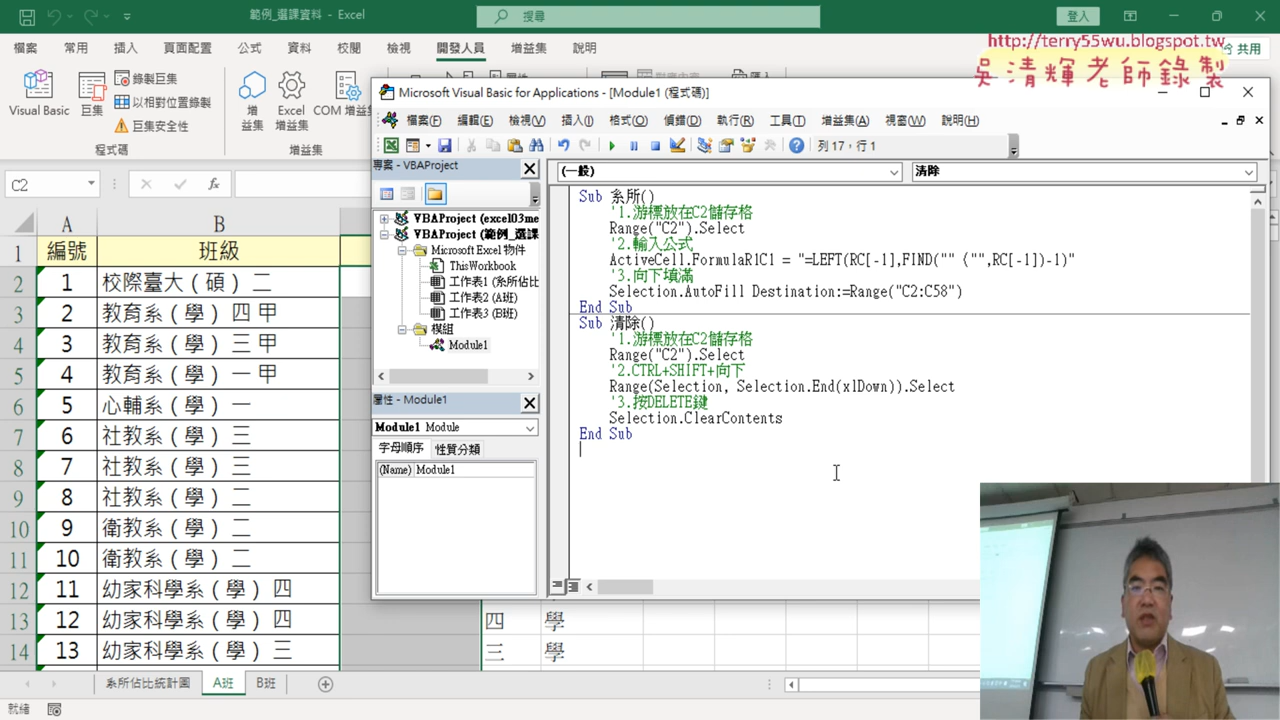 範例_選課資料 - Excel
搜尋
登入
檔案 常用 插入 頁面配置 公式 資料 校閱 檢視 開發人員 增益集 說明
共用
http://terry55wu.blogspot.tw
吳清輝老師錄製
Visual Basic
巨集
錄製巨集
以相對位置錄製
巨集安全性
程式碼
增益集
Excel 增益集
COM 增益集
增益集
Microsoft Visual Basic for Applications - [Module1 (程式碼)]
檔案(F) 編輯(E) 檢視(V) 插入(I) 格式(O) 偵錯(D) 執行(R) 工具(T) 增益集(A) 視窗(W) 說明(H)
列 17，行 1
專案 - VBAProject
VBAProject (excel03me
VBAProject (範例_選課
Microsoft Excel 物件
ThisWorkbook
工作表1 (系所佔比
工作表2 (A班)
工作表3 (B班)
模組
Module1
屬性 - Module1
Module1 Module
字母順序 性質分類
(Name) Module1
(一般) 清除
Sub 系所()
'1.游標放在C2儲存格
Range("C2").Select
'2.輸入公式
ActiveCell.FormulaR1C1 = "=LEFT(RC[-1],FIND(""（"",RC[-1])-1)"
'3.向下填滿
Selection.AutoFill Destination:=Range("C2:C58")
End Sub
Sub 清除()
'1.游標放在C2儲存格
Range("C2").Select
'2.CTRL+SHIFT+向下
Range(Selection, Selection.End(xlDown)).Select
'3.按DELETE鍵
Selection.ClearContents
End Sub
C2
fx
A B
1 編號 班級
2 1 校際臺大（碩） 二
3 2 教育系（學） 四 甲
4 3 教育系（學） 三 甲
5 4 教育系（學） 一 甲
6 5 心輔系（學） 一
7 6 社教系（學） 三
8 7 社教系（學） 三
9 8 社教系（學） 二
10 9 衛教系（學） 二
11 10 衛教系（學） 二
12 11 幼家科學系（學） 四
13 12 幼家科學系（學） 四 四 學
14 13 幼家科學系（學） 三 三 學
系所佔比統計圖 A班 B班
就緒